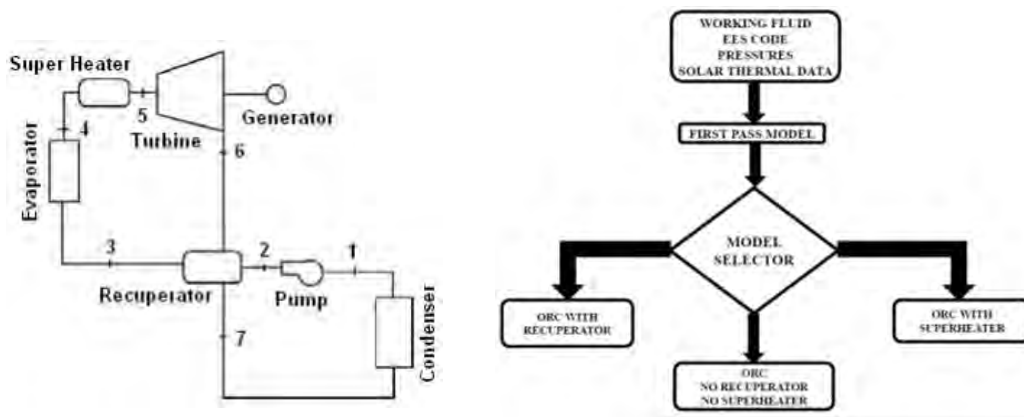 Super Heater
5
4
Turbine
Generator
6
Evaporator
3
2
1
Recuperator
Pump
7
Condenser
WORKING FLUID
EES CODE
PRESSURES
SOLAR THERMAL DATA
FIRST PASS MODEL
MODEL
SELECTOR
ORC WITH
RECUPERATOR
ORC WITH
SUPERHEATER
ORC
NO RECUPERATOR
NO SUPERHEATER